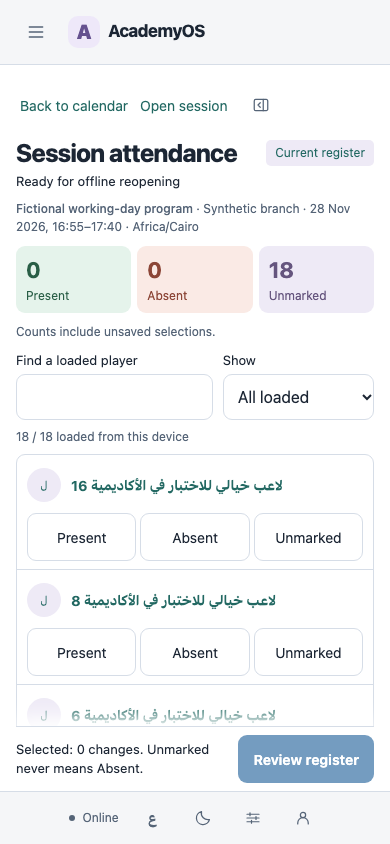 A AcademyOS
Back to calendar Open session
Session attendance
Current register
Ready for offline reopening
Fictional working-day program · Synthetic branch · 28 Nov
2026, 16:55–17:40 · Africa/Cairo
0
Present
0
Absent
18
Unmarked
Counts include unsaved selections.
Find a loaded player
Show
All loaded
18 / 18 loaded from this device
ل
لاعب خيالي للاختبار في الأكاديمية 16
Present Absent Unmarked
ل
لاعب خيالي للاختبار في الأكاديمية 8
Present Absent Unmarked
ل
لاعب خيالي للاختبار في الأكاديمية 6
Selected: 0 changes. Unmarked
never means Absent.
Review register
Online ع